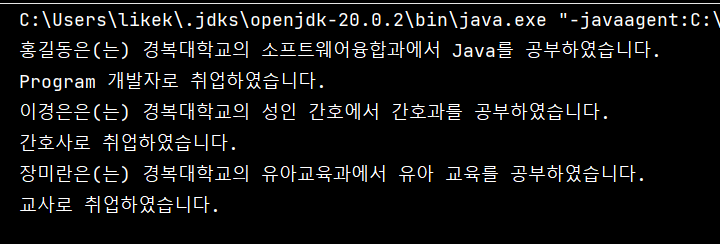 C:\Users\likek\.jdks\openjdk-20.0.2\bin\java.exe "-javaagent:C:\
홍길동은(는) 경복대학교의 소프트웨어융합과에서 Java를 공부하였습니다.
Program 개발자로 취업하였습니다.
이경은은(는) 경복대학교의 성인 간호에서 간호과를 공부하였습니다.
간호사로 취업하였습니다.
장미란은(는) 경복대학교의 유아교육과에서 유아 교육를 공부하였습니다.
교사로 취업하였습니다.